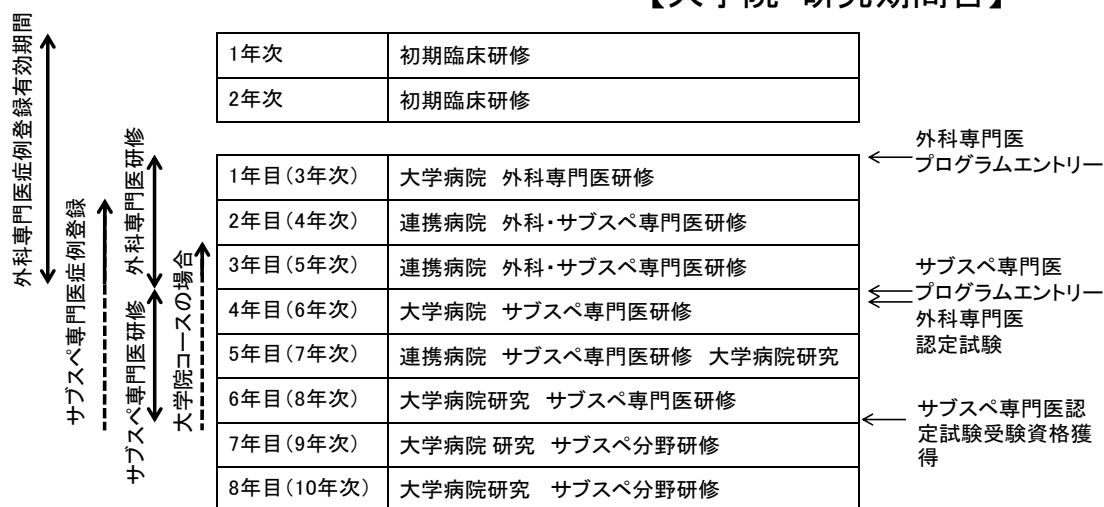 【大学院 研究期間含】
1年次 初期臨床研修
2年次 初期臨床研修
1年目(3年次) 大学病院 外科専門医研修
2年目(4年次) 連携病院 外科・サブスペ専門医研修
3年目(5年次) 連携病院 外科・サブスペ専門医研修
4年目(6年次) 大学病院 サブスペ専門医研修
5年目(7年次) 連携病院 サブスペ専門医研修 大学病院研究
6年目(8年次) 大学病院研究 サブスペ専門医研修
7年目(9年次) 大学病院 研究 サブスペ分野研修
8年目(10年次) 大学病院研究 サブスペ分野研修
外科専門医症例登録有効期間
サブスペ専門医症例登録
外科専門医研修
サブスペ専門医研修
大学院コースの場合
外科専門医
プログラムエントリー
サブスペ専門医
プログラムエントリー
外科専門医
認定試験
サブスペ専門医認
定試験受験資格獲
得